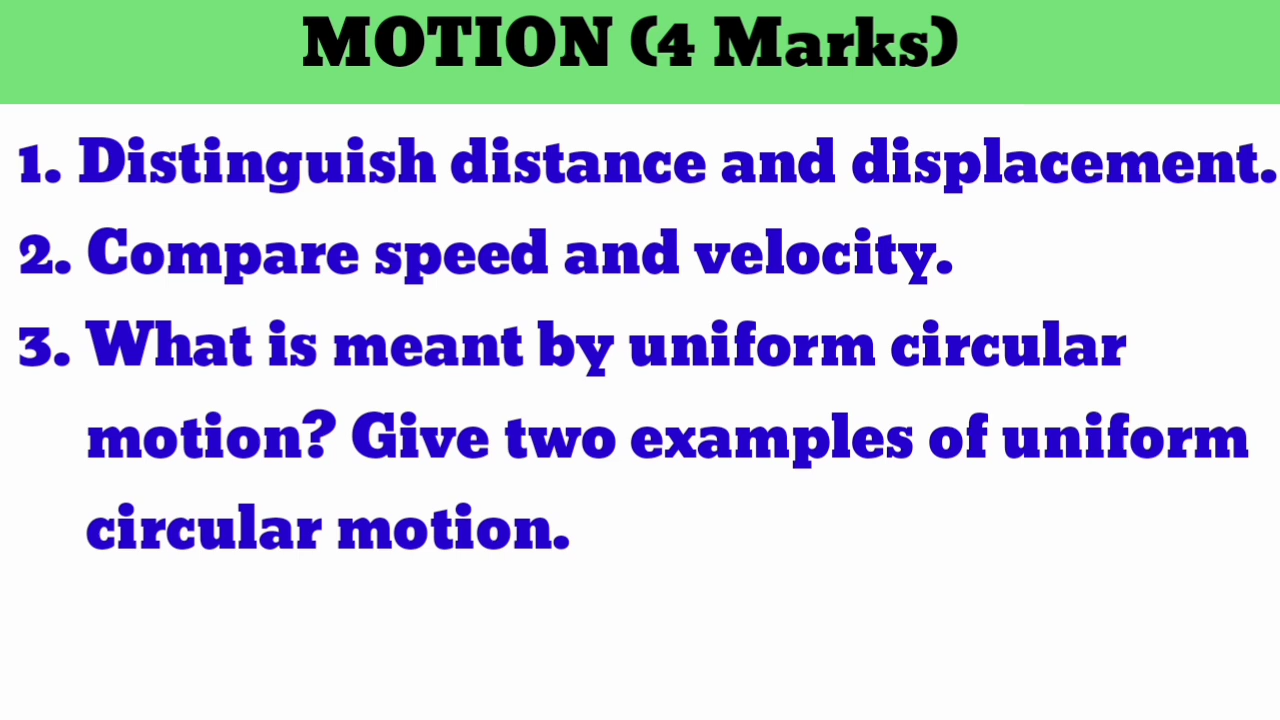 MOTION (4 Marks)
1. Distinguish distance and displacement.
2. Compare speed and velocity.
3. What is meant by uniform circular
motion? Give two examples of uniform
circular motion.